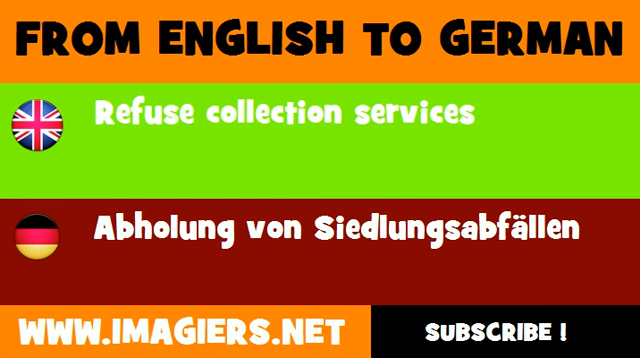 FROM ENGLISH TO GERMAN
Refuse collection services
Abholung von Siedlungsabfällen
WWW.IMAGIERS.NET
SUBSCRIBE !